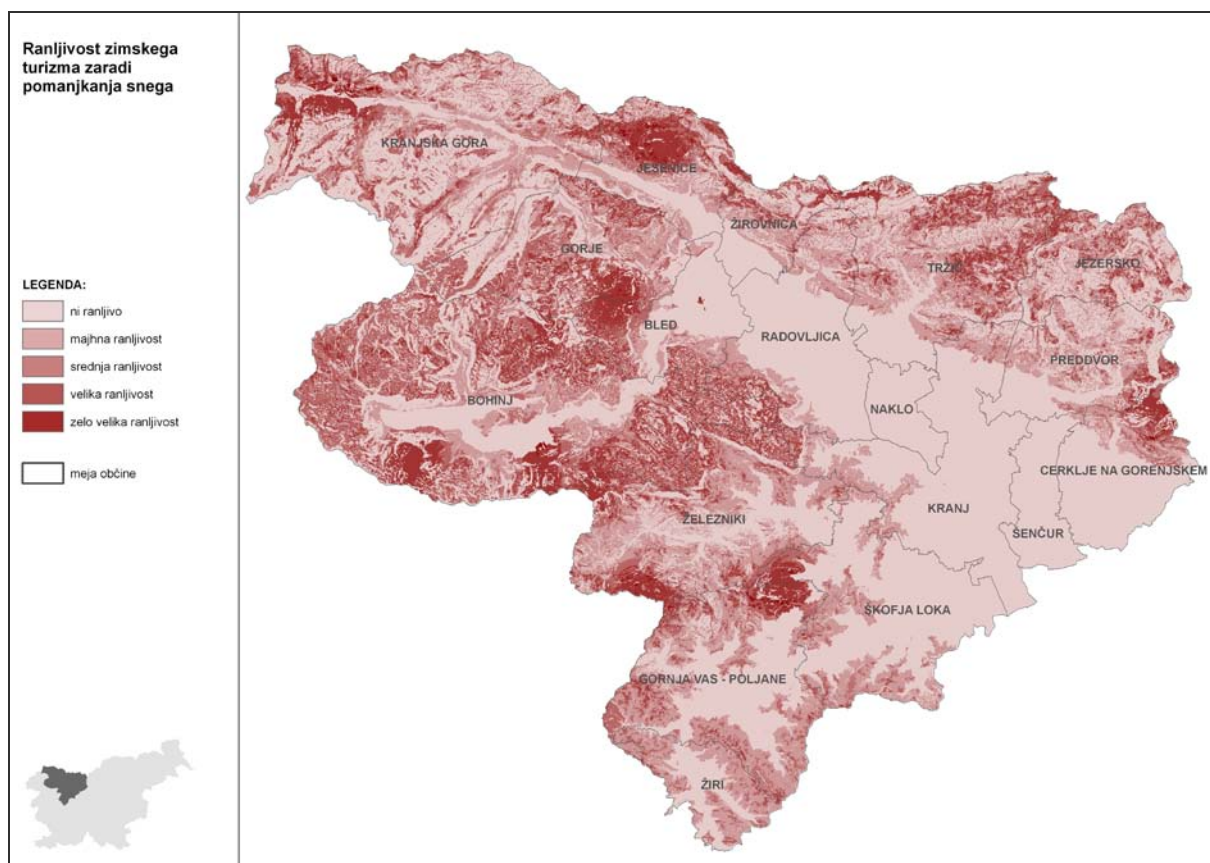 Ranljivost zimskega
turizma zaradi
pomanjkanja snega
LEGENDA:
ni ranljivo
majhna ranljivost
srednja ranljivost
velika ranljivost
zelo velika ranljivost
meja občine
KRANJSKA GORA
JESENICE
ŽIROVNICA
GORJE
TRŽIČ
JEZERSKO
BLED
RADOVLJICA
PREDDVOR
BOHINJ
NAKLO
CERKLJE NA GORENJSKEM
KRANJ
ŽELEZNIKI
ŠENČUR
ŠKOFJA LOKA
GORNJA VAS - POLJANE
ŽIRI